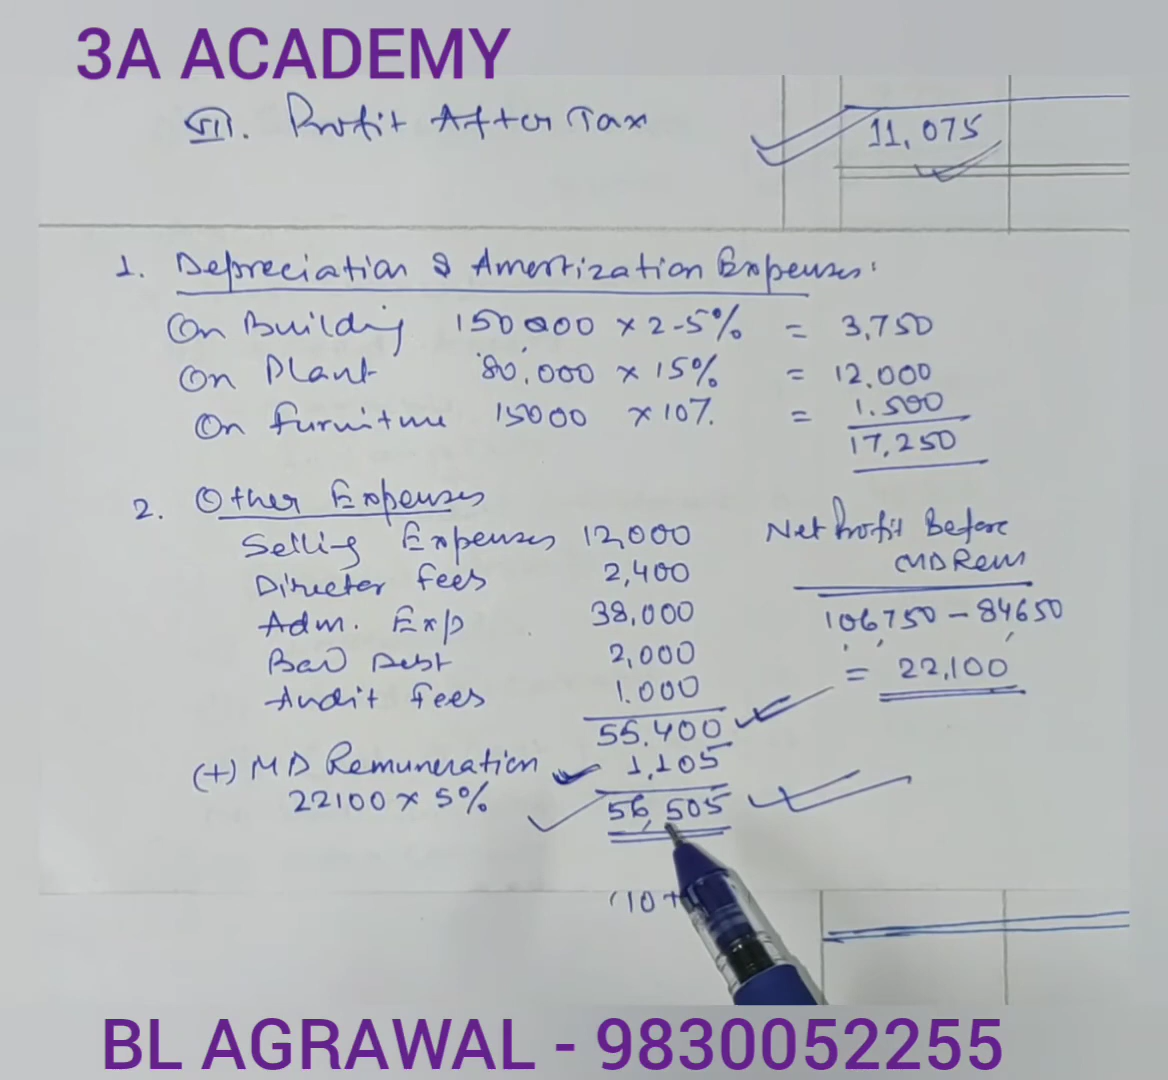 3A ACADEMY
VII. Profit After Tax 11,075
1. Depreciation & Amortization Expenses:
On Building 150000 × 2-5% = 3,750
On Plant 80,000 × 15% = 12.000
On furniture 15000 × 10% = 1.500
17,250
2. Other Expenses
Selling Expenses 12,000
Director fees 2,400
Adm. Exp 38,000
Bad Debt 2,000
Audit fees 1.000
55.400
(+) MD Remuneration 1,105
22100 × 5%
56,505
Net Profit Before
MD Rem
106750 - 84650
= 22,100
(10+
BL AGRAWAL - 9830052255